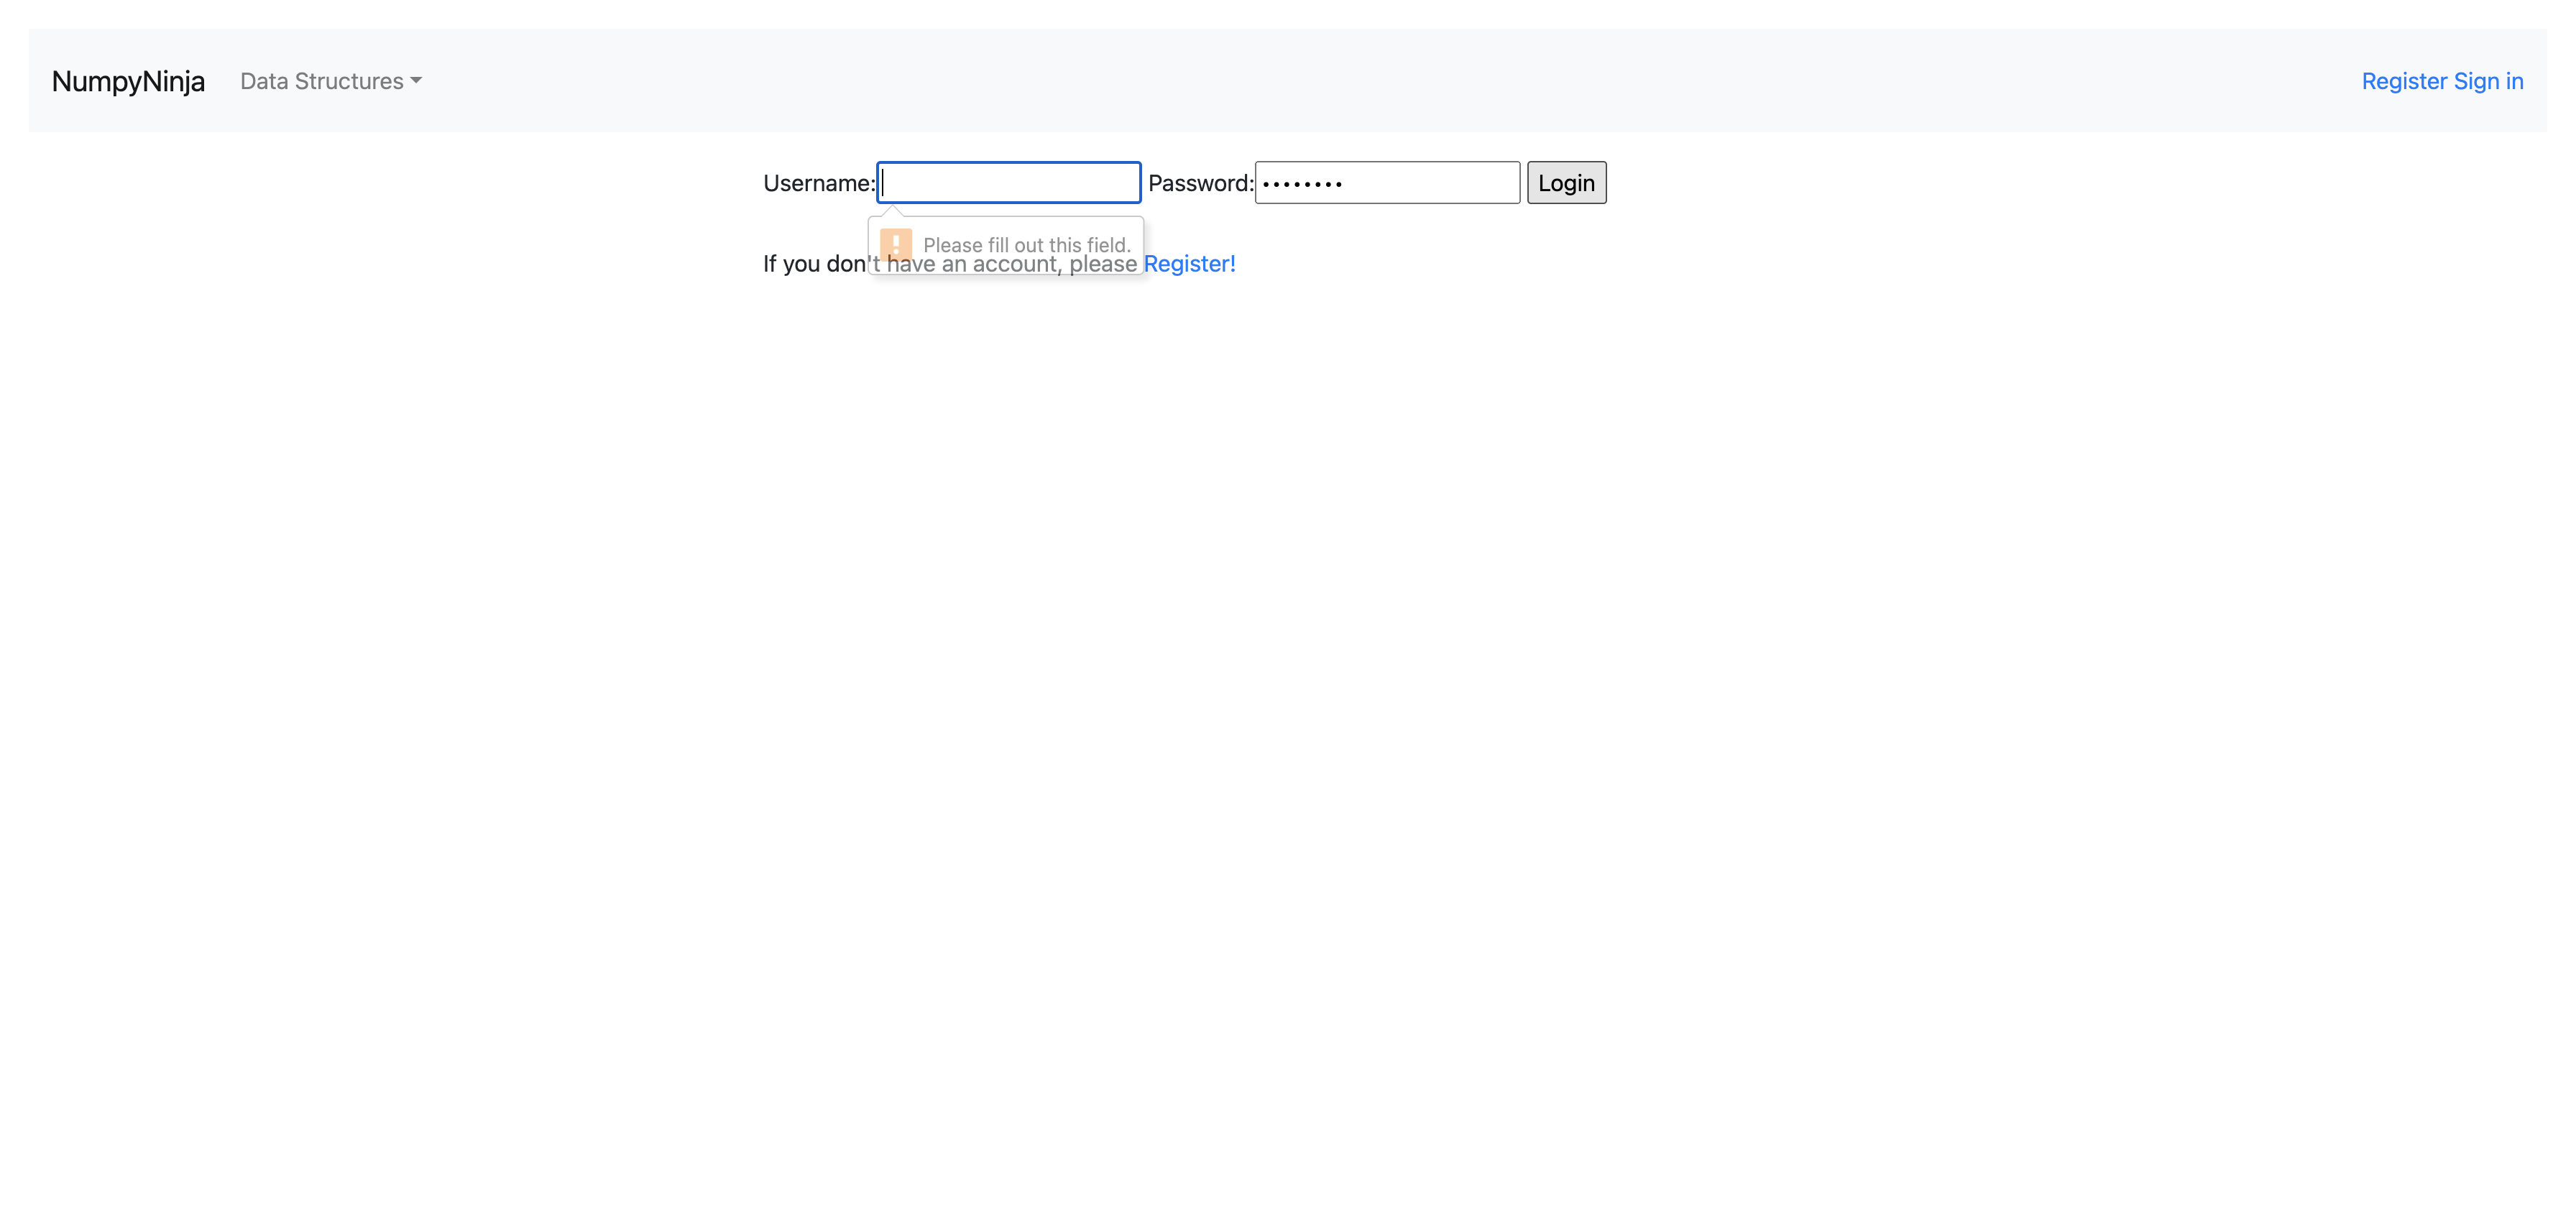 NumpyNinja Data Structures Register Sign in
Username: Password: •••••••• Login
! Please fill out this field.
If you don't have an account, please Register!